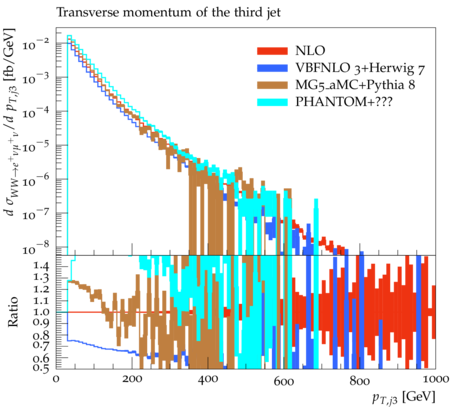 Transverse momentum of the third jet
d σ_{WW→e⁺νμ⁺ν} / d p_{T,j3} [fb/GeV]
10⁻²
10⁻³
10⁻⁴
10⁻⁵
10⁻⁶
10⁻⁷
10⁻⁸
NLO
VBFNLO 3+Herwig 7
MG5_aMC+Pythia 8
PHANTOM+???
Ratio
1.4
1.3
1.2
1.1
1.0
0.9
0.8
0.7
0.6
0.5
0 200 400 600 800 1000
p_{T,j3} [GeV]